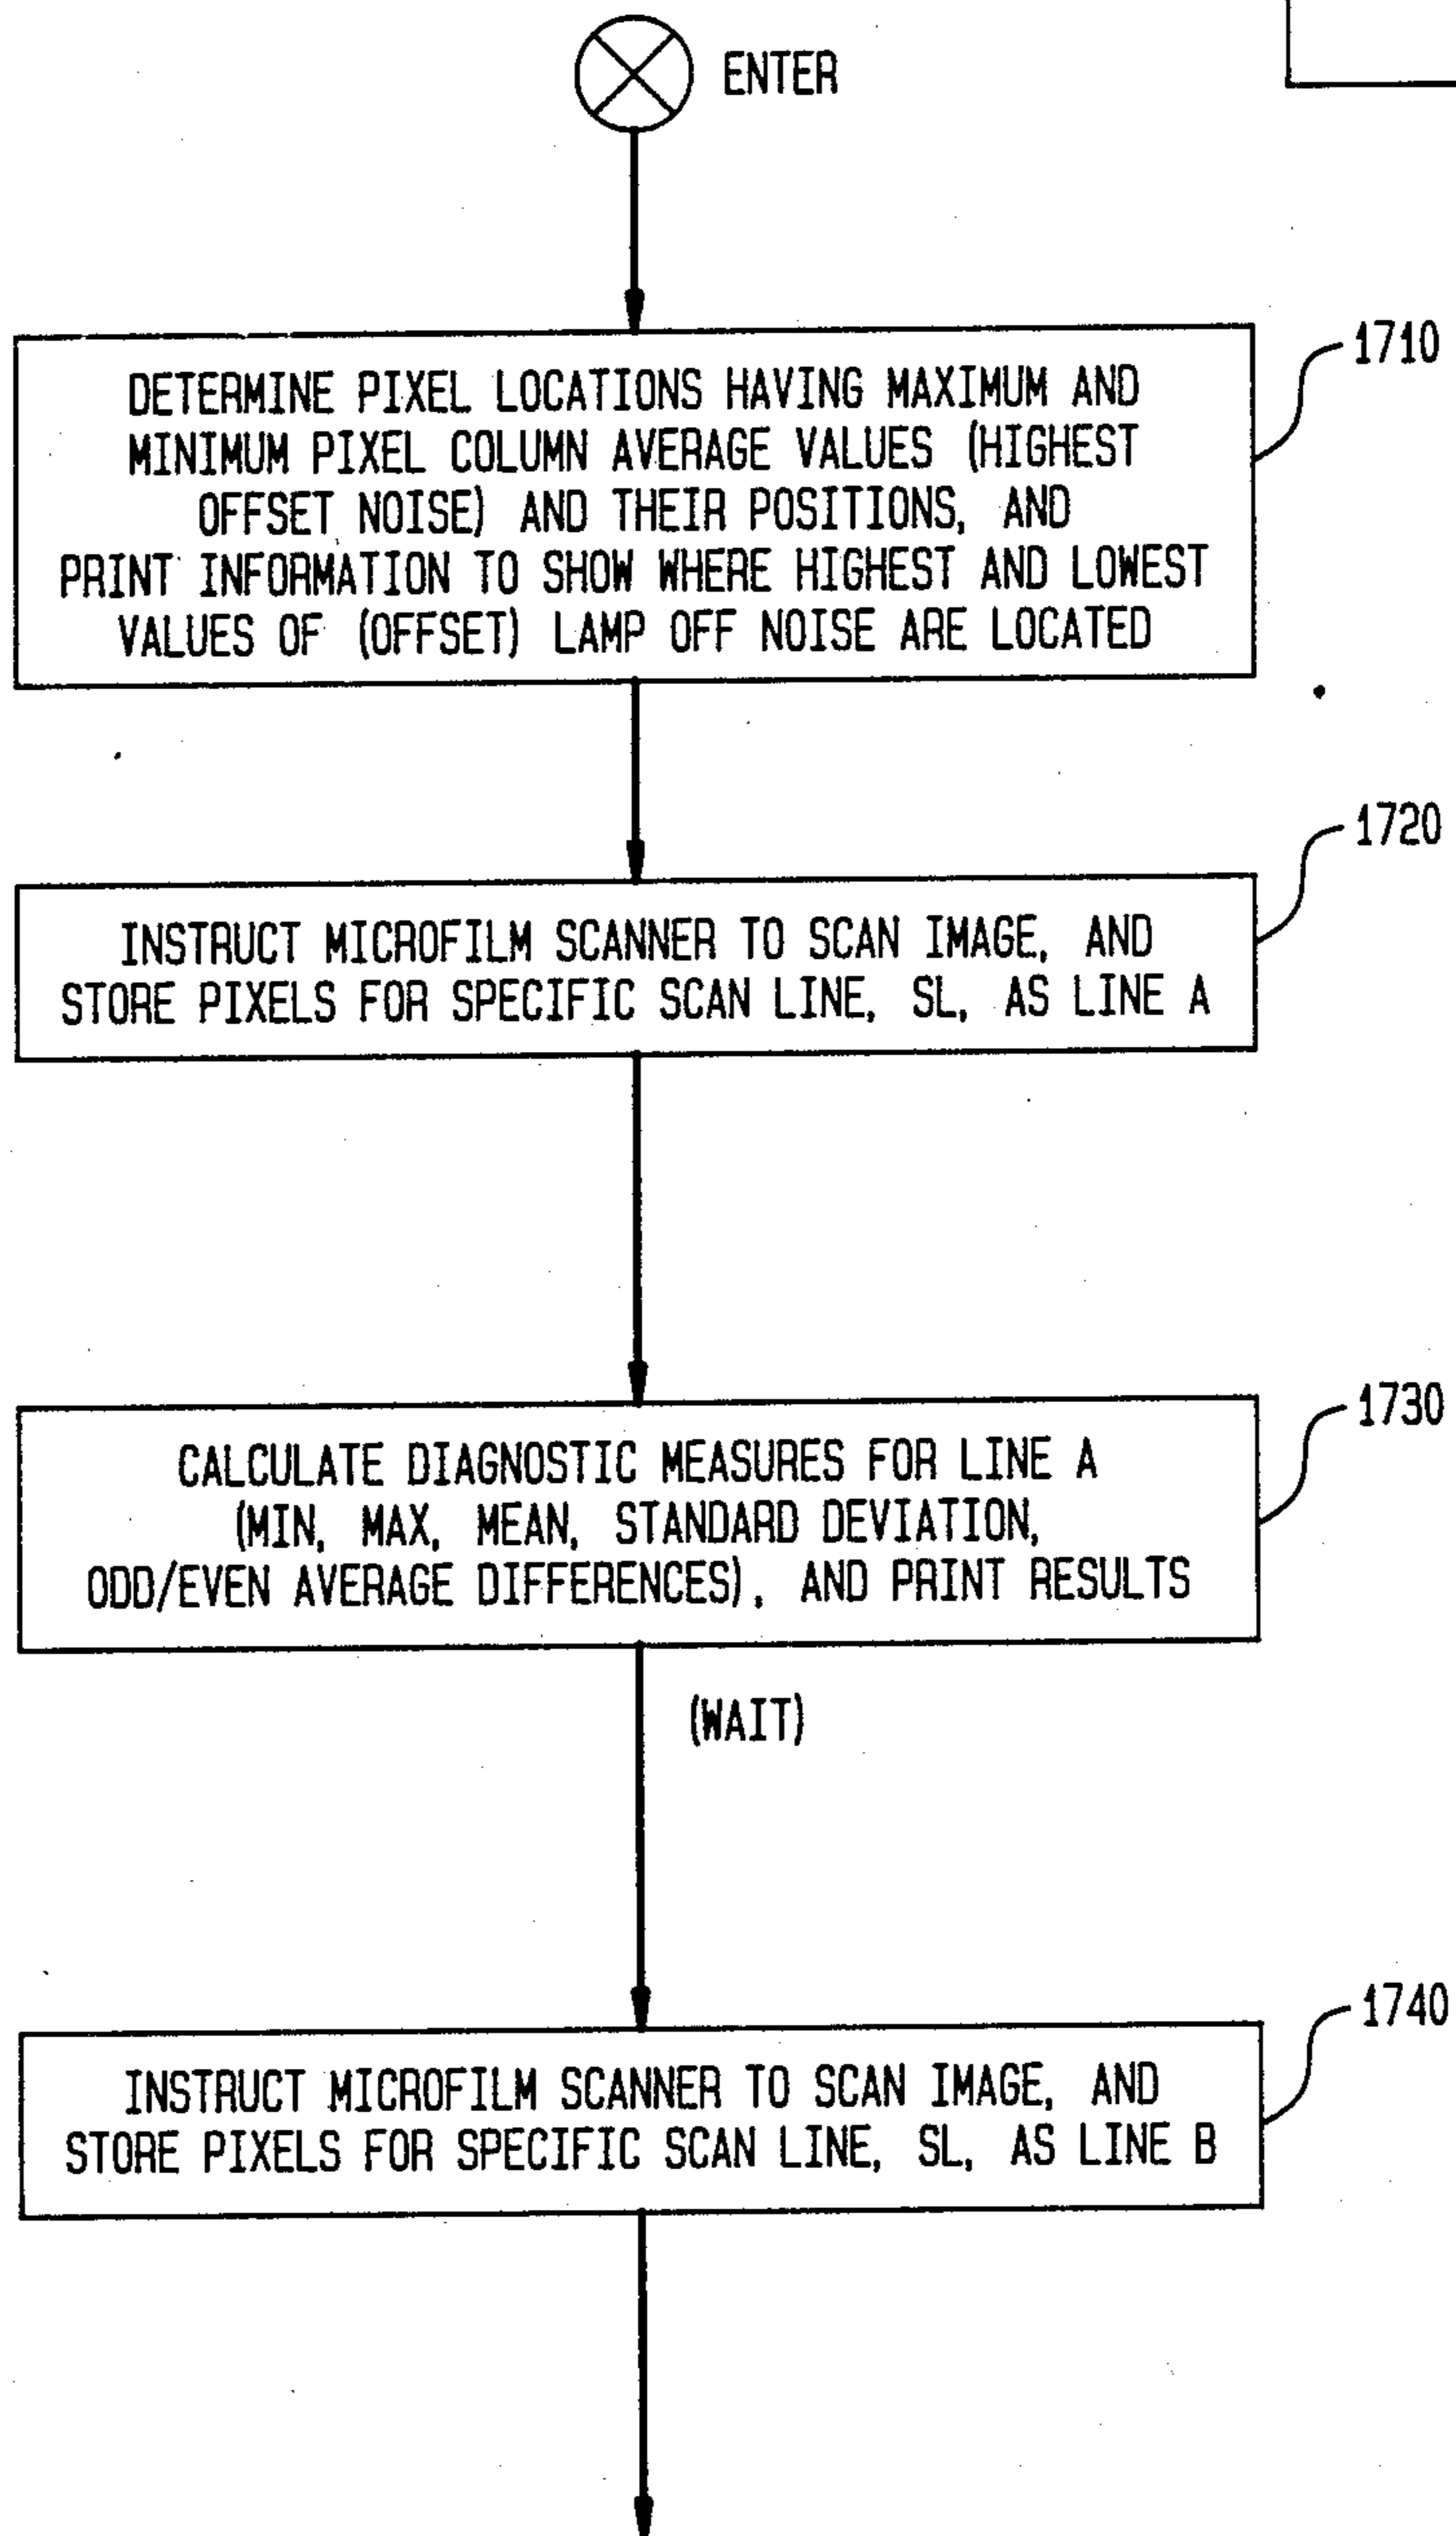 ENTER
1710
DETERMINE PIXEL LOCATIONS HAVING MAXIMUM AND
MINIMUM PIXEL COLUMN AVERAGE VALUES (HIGHEST
OFFSET NOISE) AND THEIR POSITIONS, AND
PRINT INFORMATION TO SHOW WHERE HIGHEST AND LOWEST
VALUES OF (OFFSET) LAMP OFF NOISE ARE LOCATED
1720
INSTRUCT MICROFILM SCANNER TO SCAN IMAGE, AND
STORE PIXELS FOR SPECIFIC SCAN LINE, SL, AS LINE A
1730
CALCULATE DIAGNOSTIC MEASURES FOR LINE A
(MIN, MAX, MEAN, STANDARD DEVIATION,
ODD/EVEN AVERAGE DIFFERENCES), AND PRINT RESULTS
(WAIT)
1740
INSTRUCT MICROFILM SCANNER TO SCAN IMAGE, AND
STORE PIXELS FOR SPECIFIC SCAN LINE, SL, AS LINE B